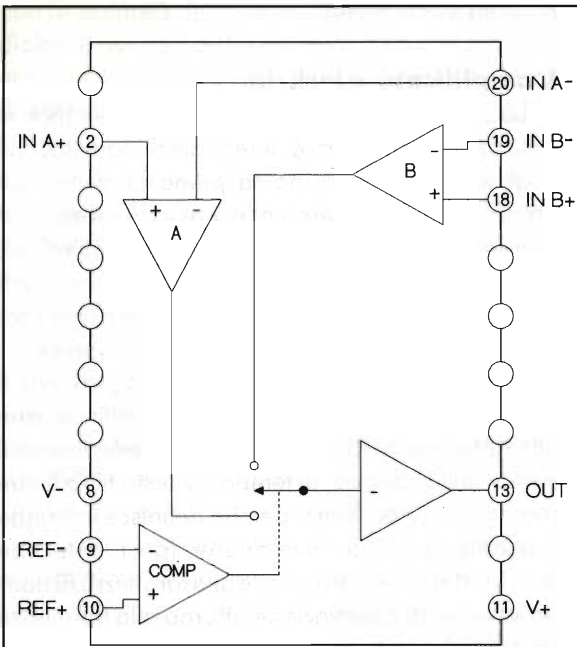 20 IN A-
IN A+ 2
19 IN B-
B - +
18 IN B+
+ - A
V- 8
- 13 OUT
REF- 9
- COMP +
REF+ 10
11 V+